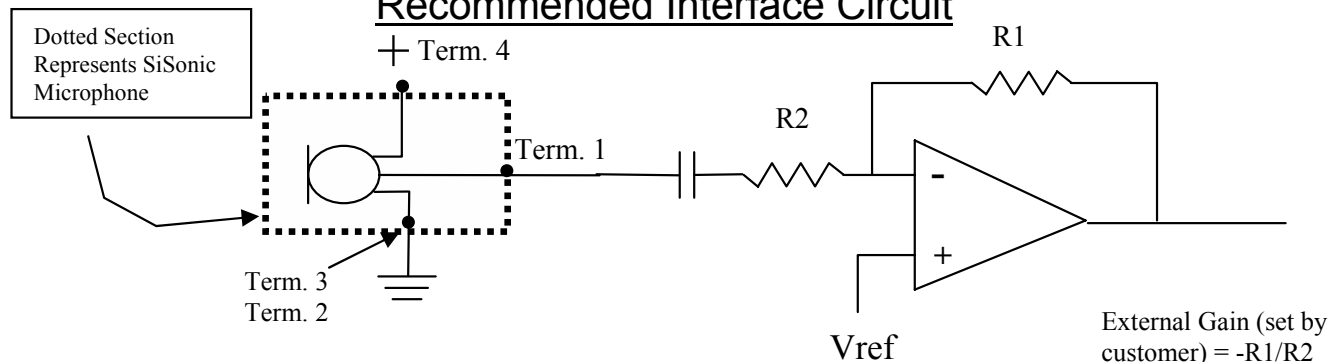 Recommended Interface Circuit
Dotted Section
Represents SiSonic
Microphone
+ Term. 4
Term. 1
Term. 3
Term. 2
R2
R1
-
+
Vref
External Gain (set by
customer) = -R1/R2